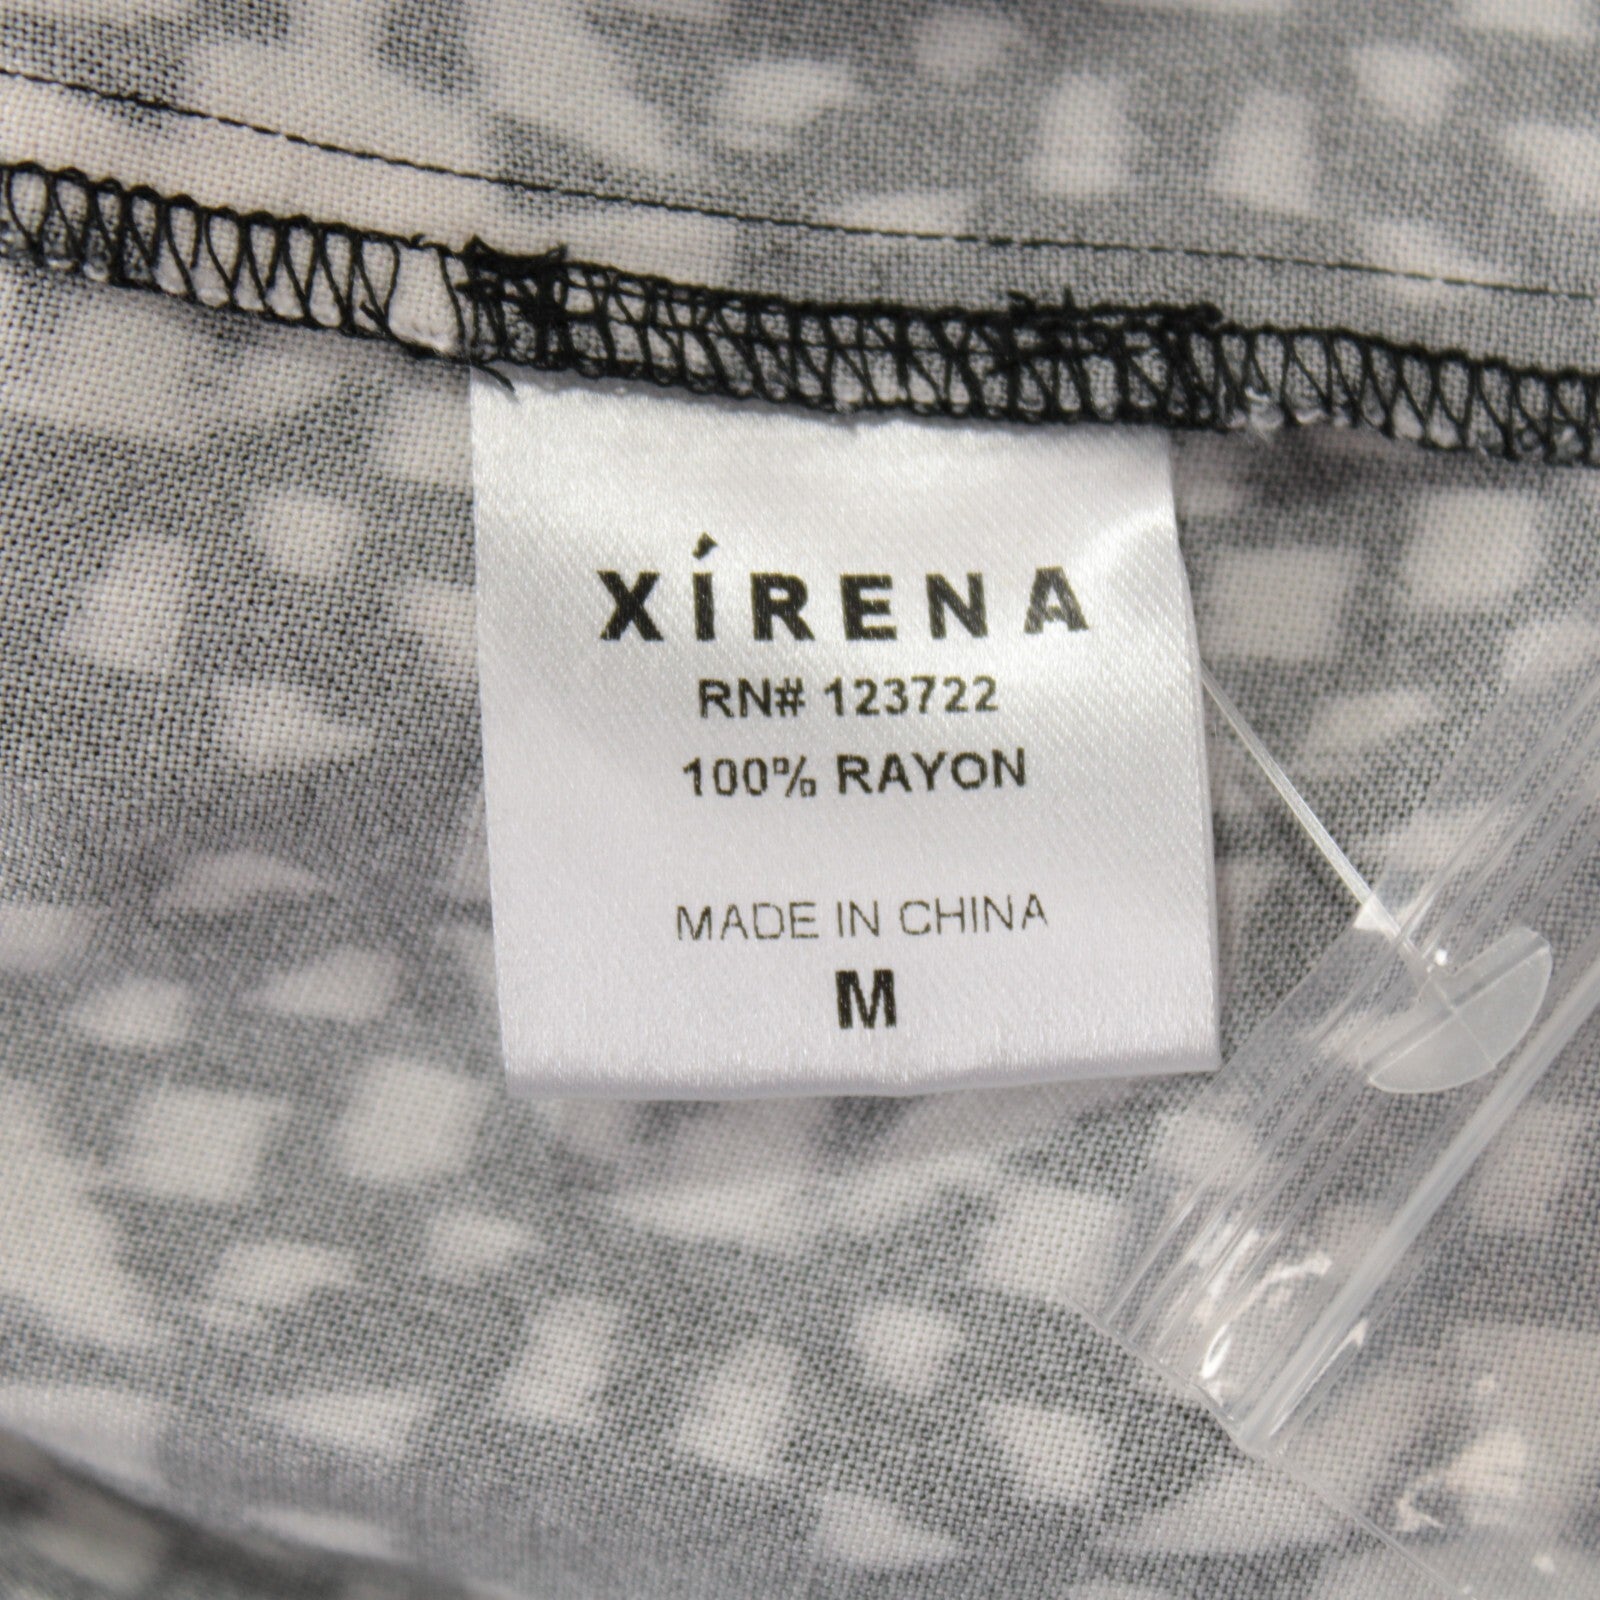 XÍRENA
RN# 123722
100% RAYON
MADE IN CHINA
M